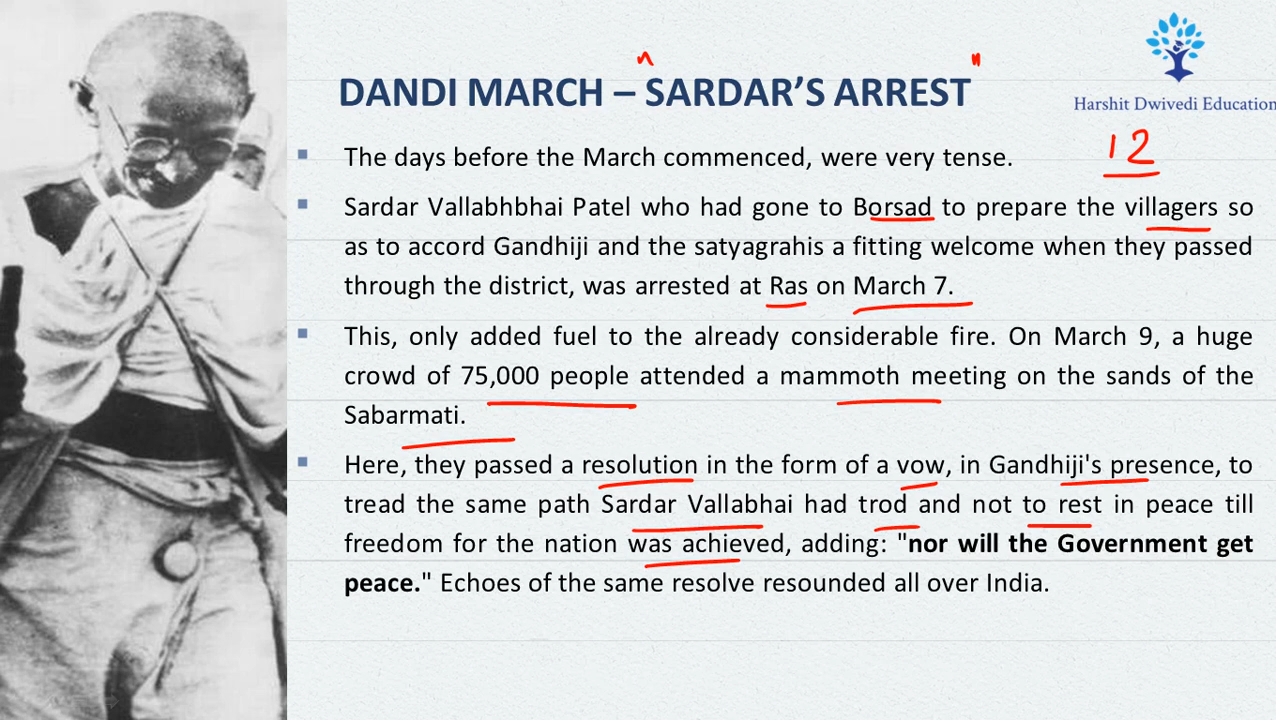 DANDI MARCH – SARDAR’S ARREST
Harshit Dwivedi Education
12
▪ The days before the March commenced, were very tense.
▪ Sardar Vallabhbhai Patel who had gone to Borsad to prepare the villagers so
as to accord Gandhiji and the satyagrahis a fitting welcome when they passed
through the district, was arrested at Ras on March 7.
▪ This, only added fuel to the already considerable fire. On March 9, a huge
crowd of 75,000 people attended a mammoth meeting on the sands of the
Sabarmati.
▪ Here, they passed a resolution in the form of a vow, in Gandhiji's presence, to
tread the same path Sardar Vallabhai had trod and not to rest in peace till
freedom for the nation was achieved, adding: "nor will the Government get
peace." Echoes of the same resolve resounded all over India.